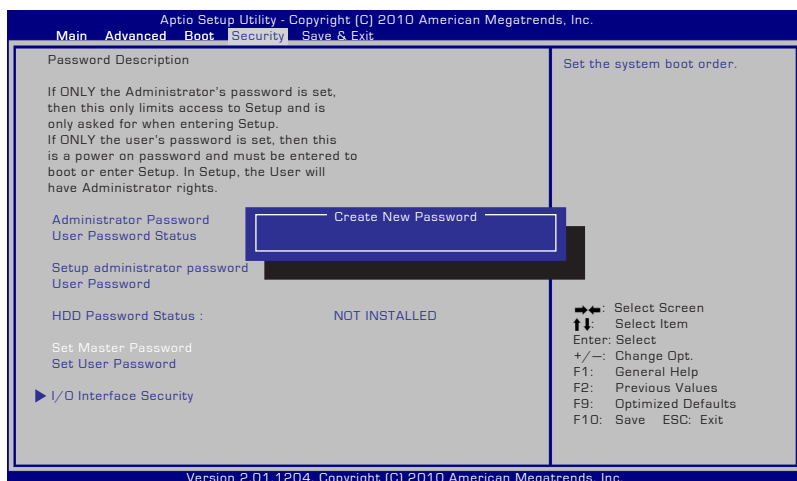 Aptio Setup Utility - Copyright (C) 2010 American Megatrends, Inc.
Main Advanced Boot Security Save & Exit
Password Description
If ONLY the Administrator's password is set,
then this only limits access to Setup and is
only asked for when entering Setup.
If ONLY the user's password is set, then this
is a power on password and must be entered to
boot or enter Setup. In Setup, the User will
have Administrator rights.
Administrator Password
User Password Status
Create New Password
Setup administrator password
User Password
HDD Password Status : NOT INSTALLED
Set Master Password
Set User Password
I/O Interface Security
Set the system boot order.
→←: Select Screen
↑↓: Select Item
Enter: Select
+/—: Change Opt.
F1: General Help
F2: Previous Values
F9: Optimized Defaults
F10: Save ESC: Exit
Version 2.01.1204. Copyright (C) 2010 American Megatrends, Inc.